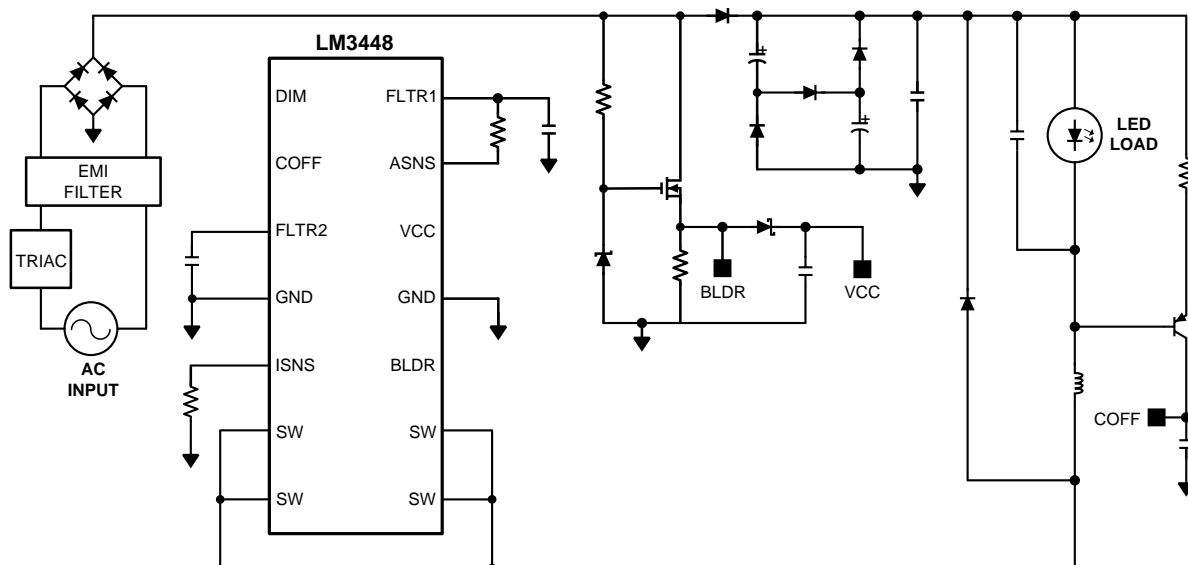 LM3448
DIM
FLTR1
COFF
ASNS
FLTR2
VCC
GND
GND
ISNS
BLDR
SW
SW
SW
SW
EMI
FILTER
TRIAC
AC
INPUT
BLDR
VCC
LED
LOAD
COFF